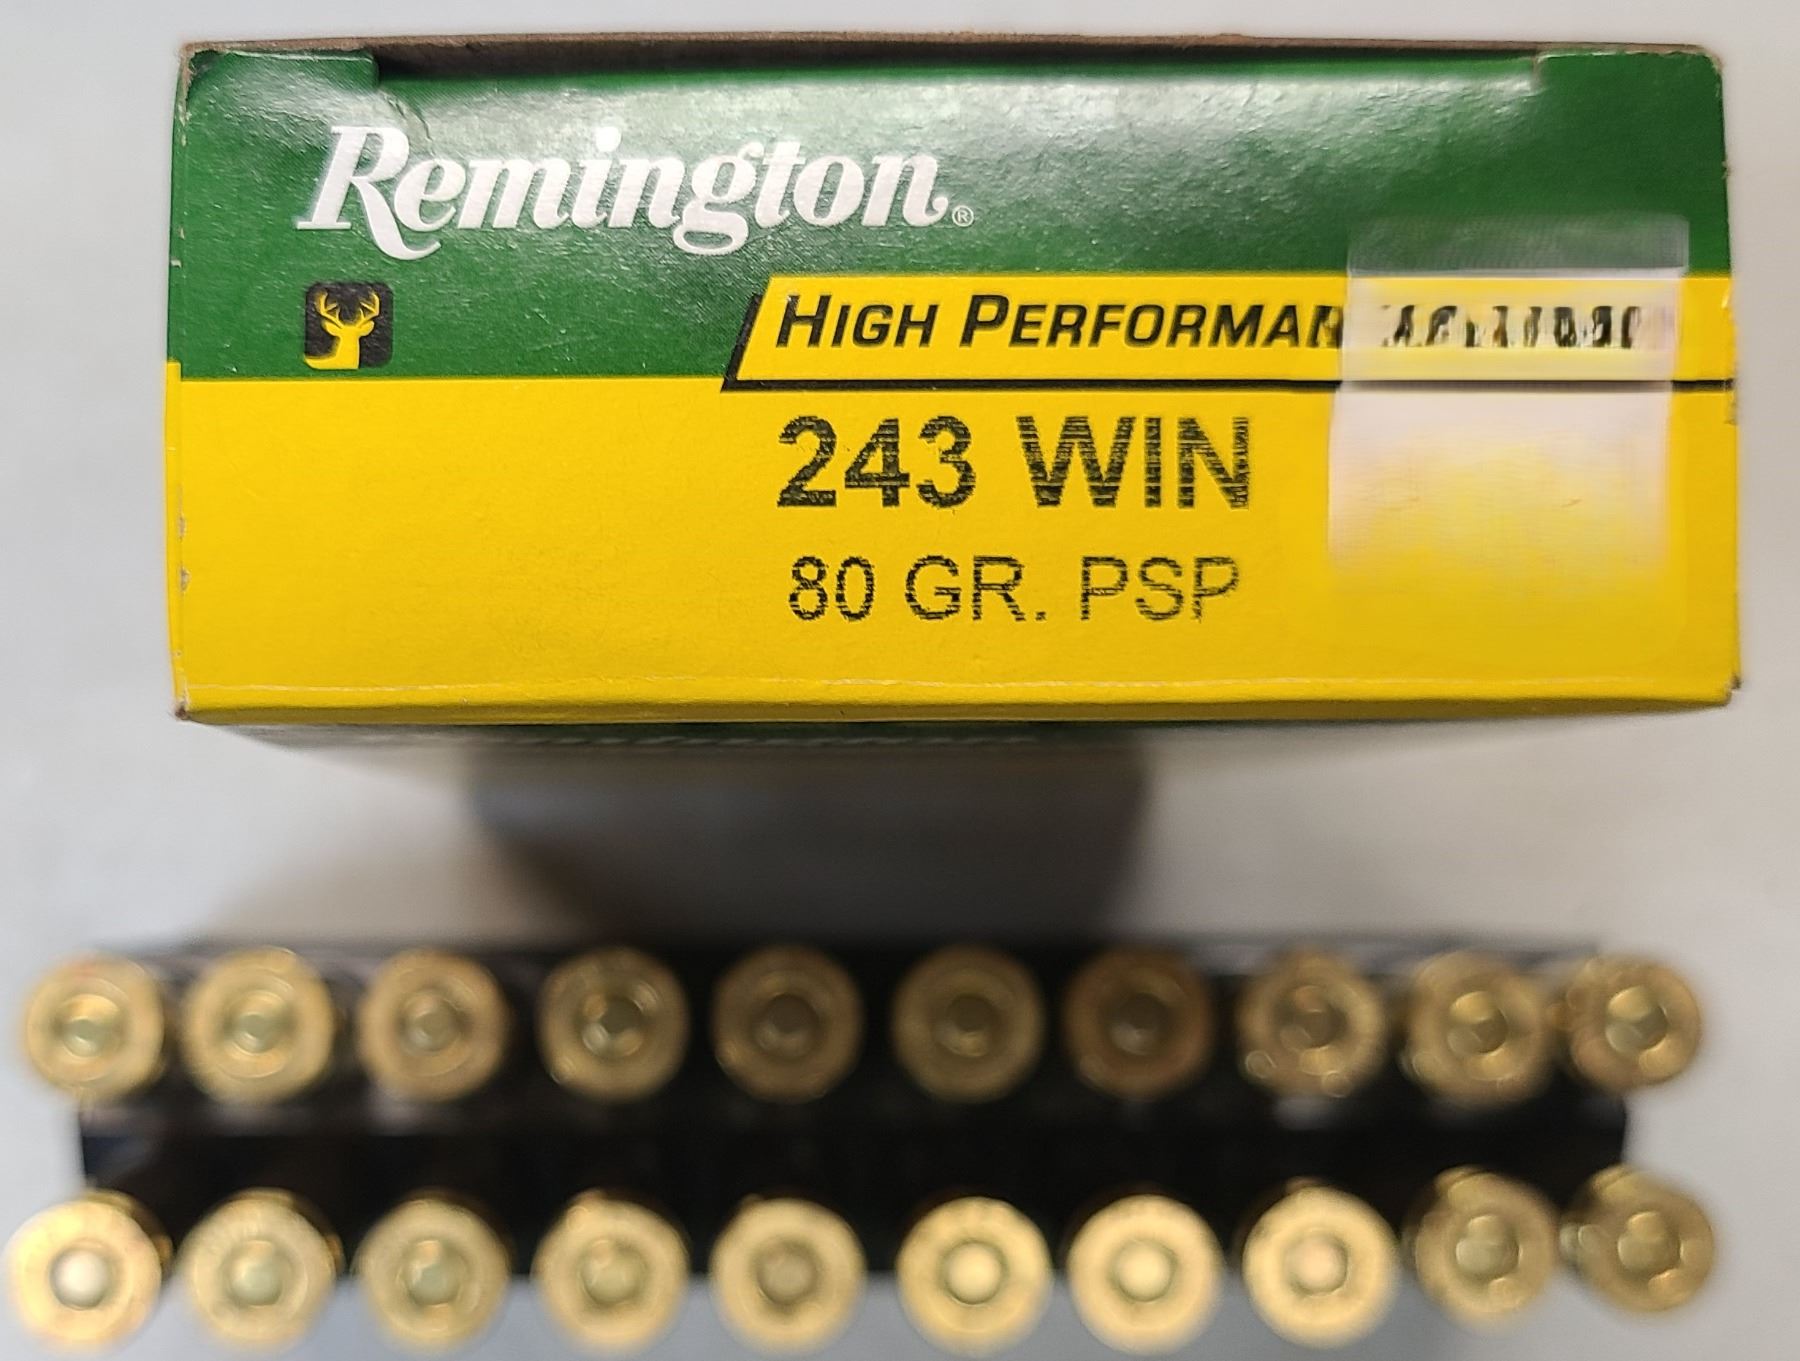 Remington®
HIGH PERFORMAN
243 WIN
80 GR. PSP